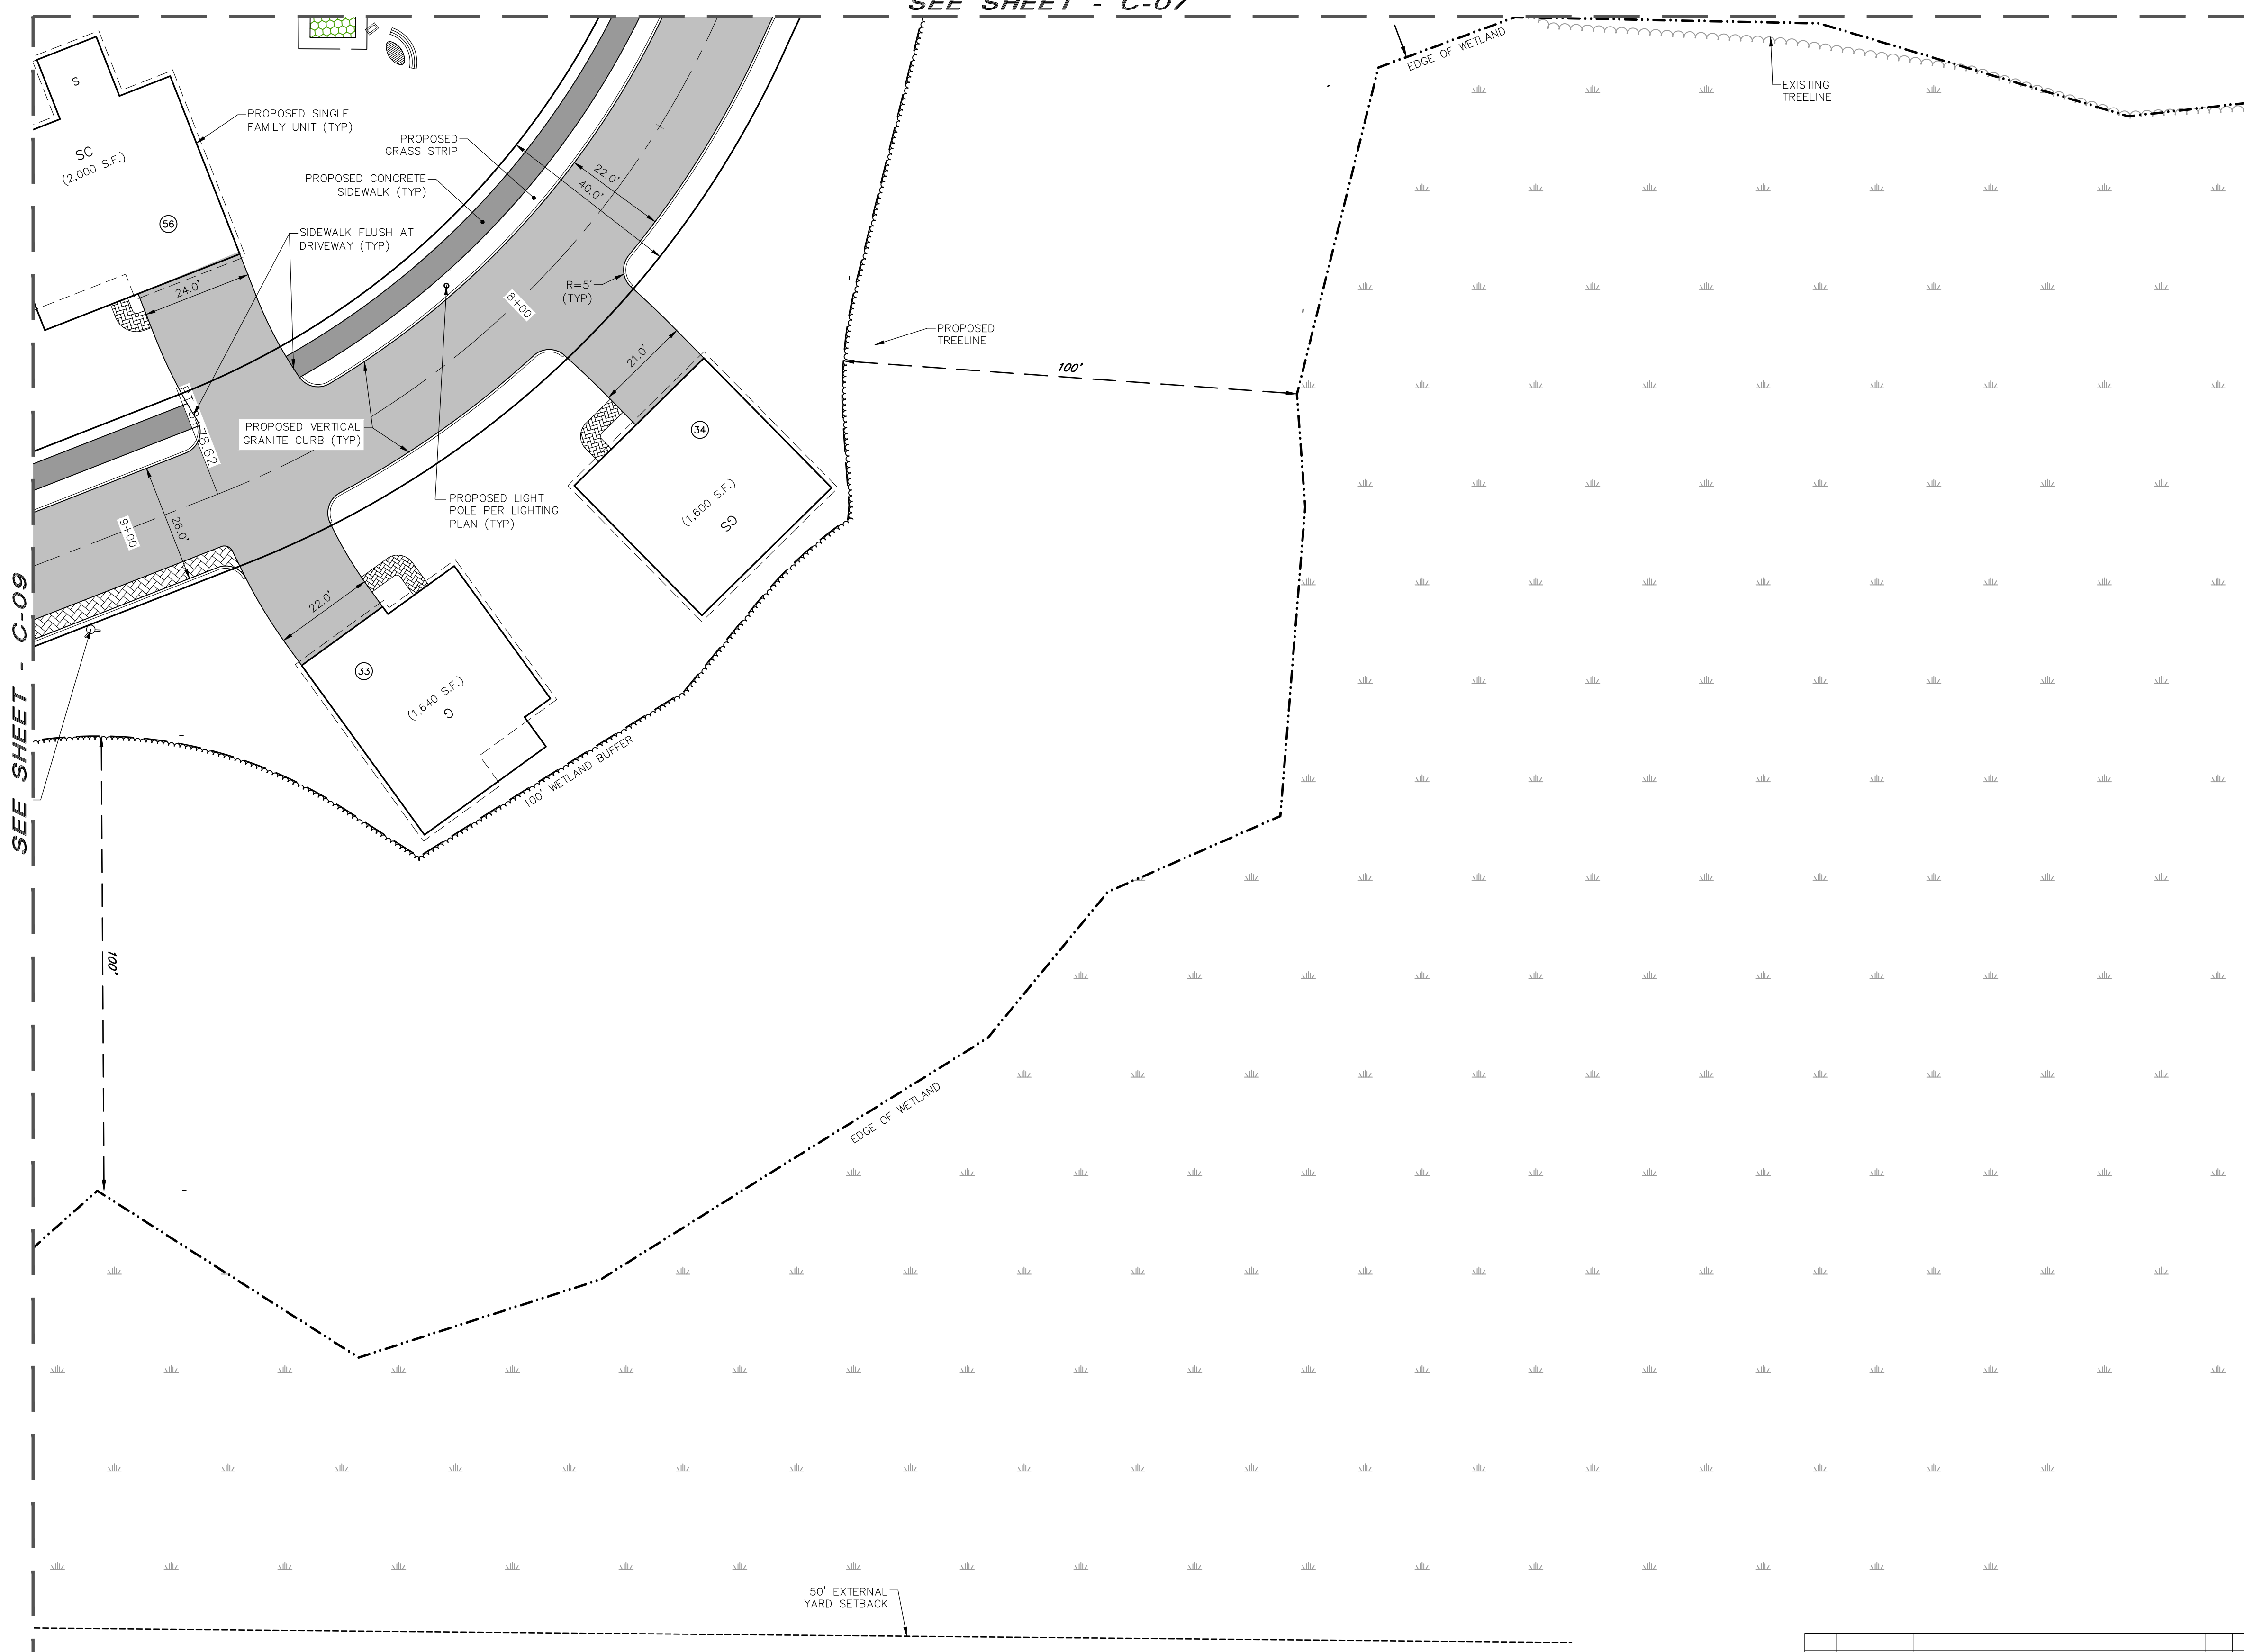 SEE SHEET - C-07
EDGE OF WETLAND
EXISTING
TREELINE
S
PROPOSED SINGLE
FAMILY UNIT (TYP)
SC
(2,000 S.F.)
56
PROPOSED
GRASS STRIP
PROPOSED CONCRETE
SIDEWALK (TYP)
22.0'
40.0'
SIDEWALK FLUSH AT
DRIVEWAY (TYP)
24.0'
R=5'
(TYP)
8+00
PROPOSED
TREELINE
21.0'
100'
34
(1,600 S.F.)
GS
PROPOSED VERTICAL
GRANITE CURB (TYP)
PROPOSED LIGHT
POLE PER LIGHTING
PLAN (TYP)
9+00
26.0'
22.0'
33
(1,640 S.F.)
G
SEE SHEET - C-09
100' WETLAND BUFFER
100'
EDGE OF WETLAND
50' EXTERNAL
YARD SETBACK